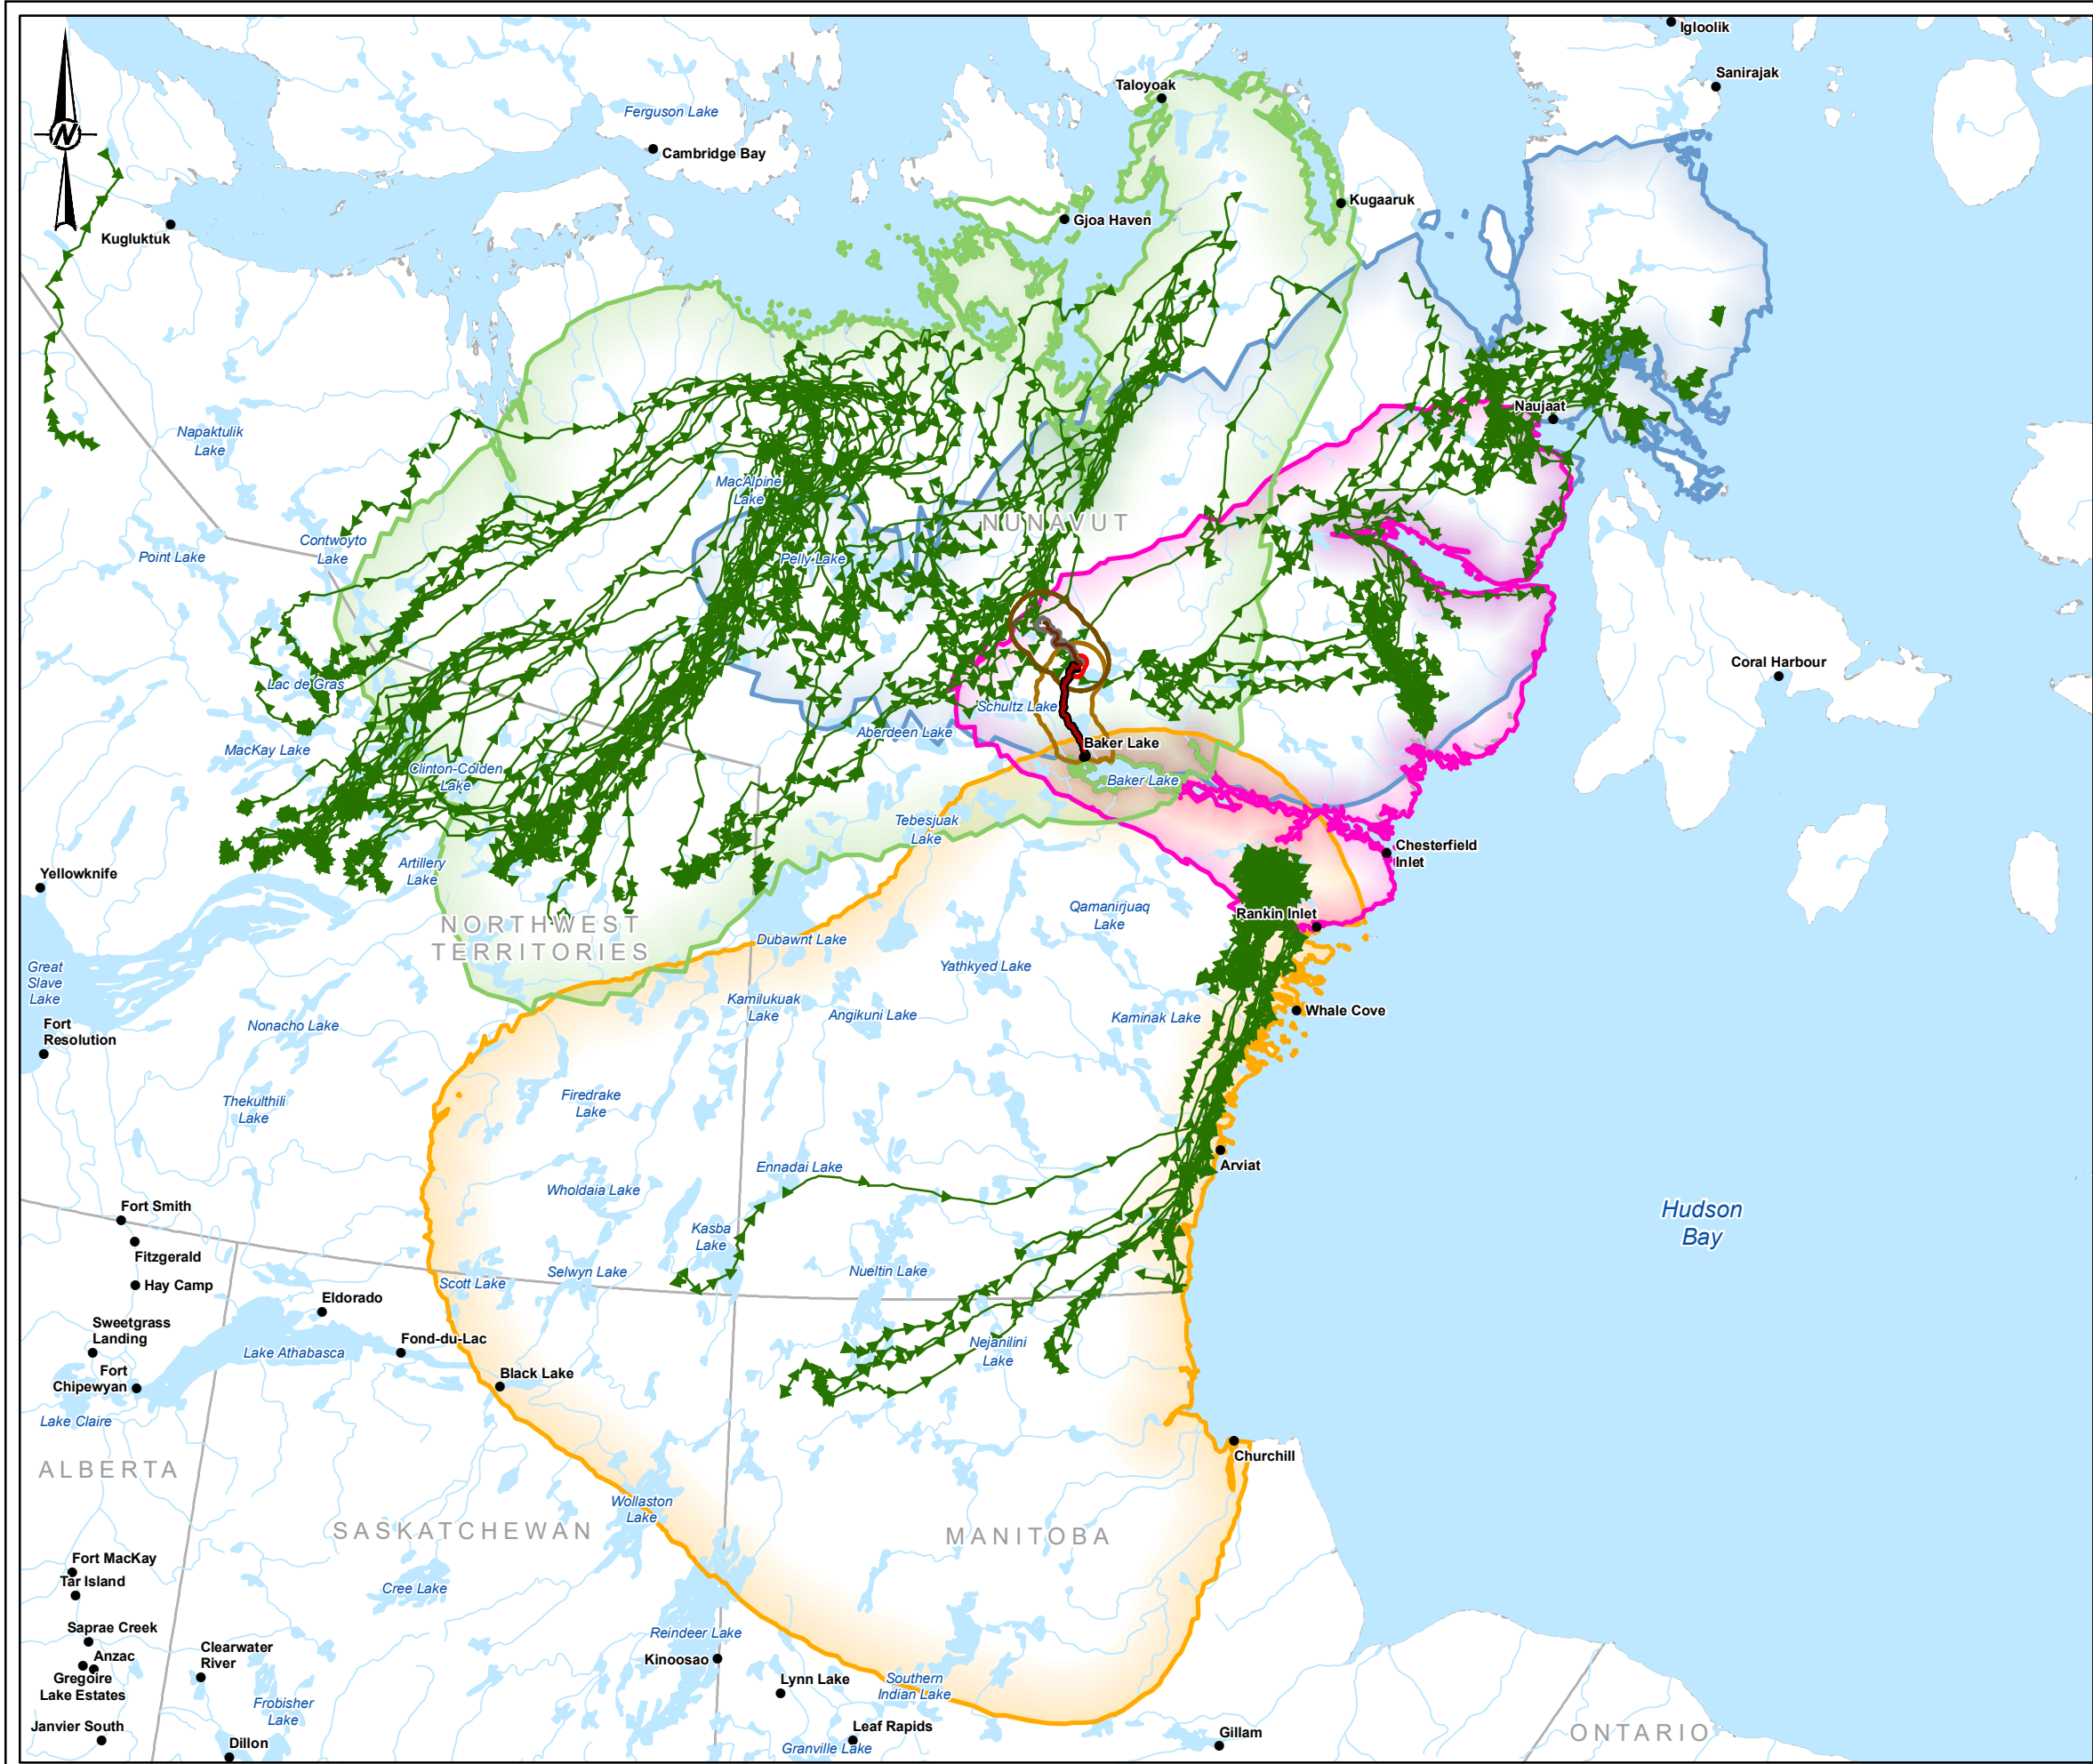 Igloolik
Sanirajak
Taloyoak
Ferguson Lake
Cambridge Bay
N
Kugaaruk
Gjoa Haven
Kugluktuk
Naujaat
Napaktulik
Lake
MacAlpine
Lake
NUNAVUT
Contwoyto
Lake
Point Lake
Pelly Lake
Coral Harbour
Lac de Gras
Schultz Lake
Aberdeen Lake
Baker Lake
MacKay Lake
Clinton-Colden
Lake
Baker Lake
Tebesjuak
Lake
Chesterfield
Inlet
Artillery
Lake
Yellowknife
Qamanirjuaq
Lake
Rankin Inlet
NORTHWEST
TERRITORIES
Dubawnt Lake
Yathkyed Lake
Great
Slave
Lake
Kamilukuak
Lake
Angikuni Lake
Kaminak Lake
Whale Cove
Nonacho Lake
Fort
Resolution
Firedrake
Lake
Thekulthili
Lake
Ennadai Lake
Arviat
Wholdaia Lake
Fort Smith
Kasba
Lake
Hudson
Bay
Fitzgerald
Selwyn Lake
Nueltin Lake
Scott Lake
Hay Camp
Eldorado
Sweetgrass
Landing
Fond-du-Lac
Lake Athabasca
Nejanilini
Lake
Fort
Chipewyan
Black Lake
Lake Claire
Churchill
ALBERTA
Wollaston
Lake
SASKATCHEWAN
MANITOBA
Fort MacKay
Tar Island
Cree Lake
Saprae Creek
Anzac
Gregoire
Lake Estates
Clearwater
River
Reindeer Lake
Kinoosao
Lynn Lake
Southern
Indian Lake
Frobisher
Lake
Janvier South
Leaf Rapids
Gillam
ONTARIO
Dillon
Granville Lake